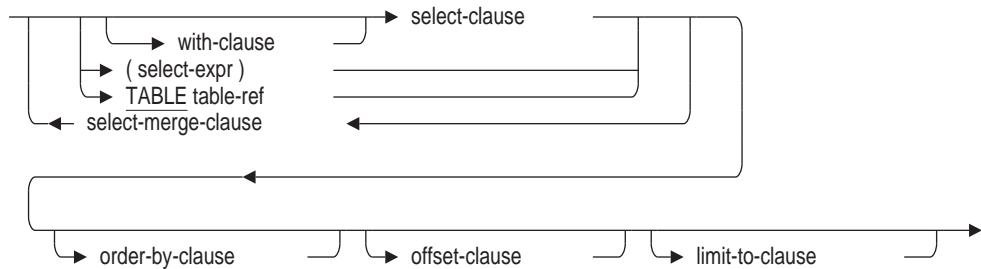 select-clause
with-clause
( select-expr )
TABLE table-ref
select-merge-clause
order-by-clause offset-clause limit-to-clause